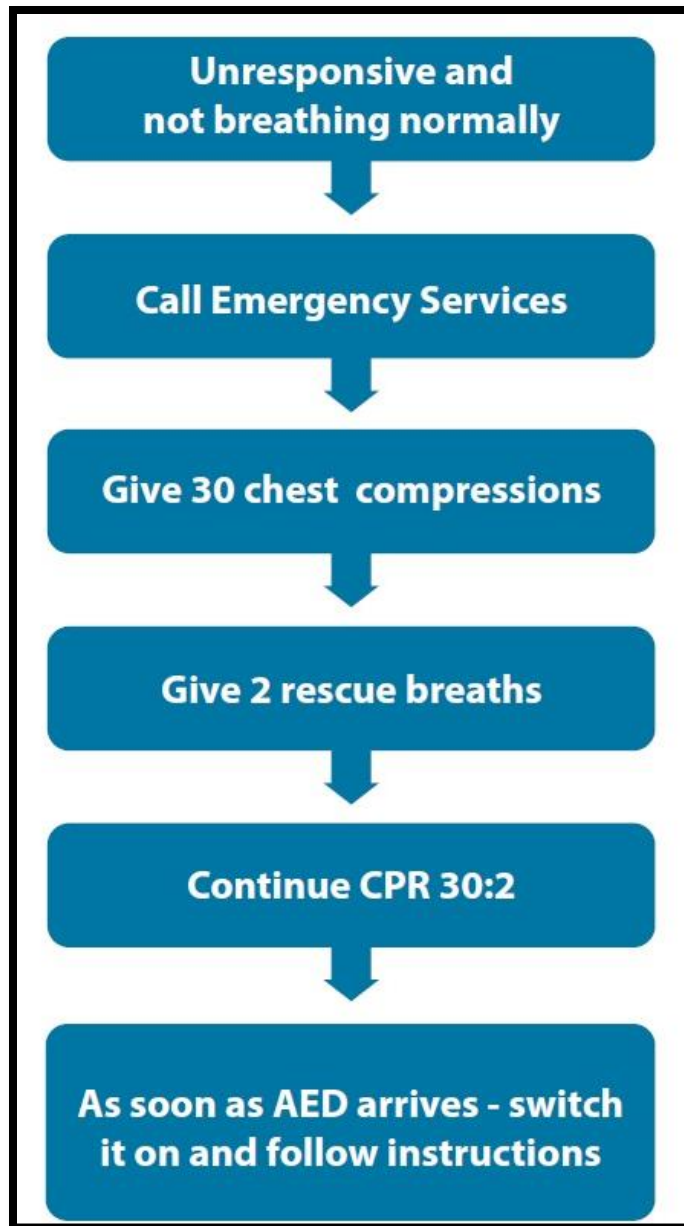 Unresponsive and
not breathing normally
Call Emergency Services
Give 30 chest compressions
Give 2 rescue breaths
Continue CPR 30:2
As soon as AED arrives - switch
it on and follow instructions